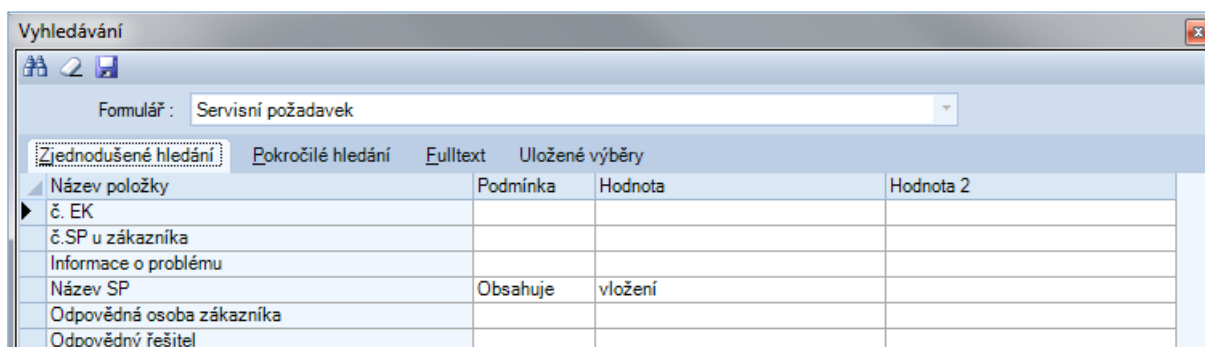 Vyhledávání
Formulář : Servisní požadavek
Zjednodušené hledání Pokročilé hledání Fulltext Uložené výběry
Název položky Podmínka Hodnota Hodnota 2
č. EK
č.SP u zákazníka
Informace o problému
Název SP Obsahuje vložení
Odpovědná osoba zákazníka
Odpovědný řešitel